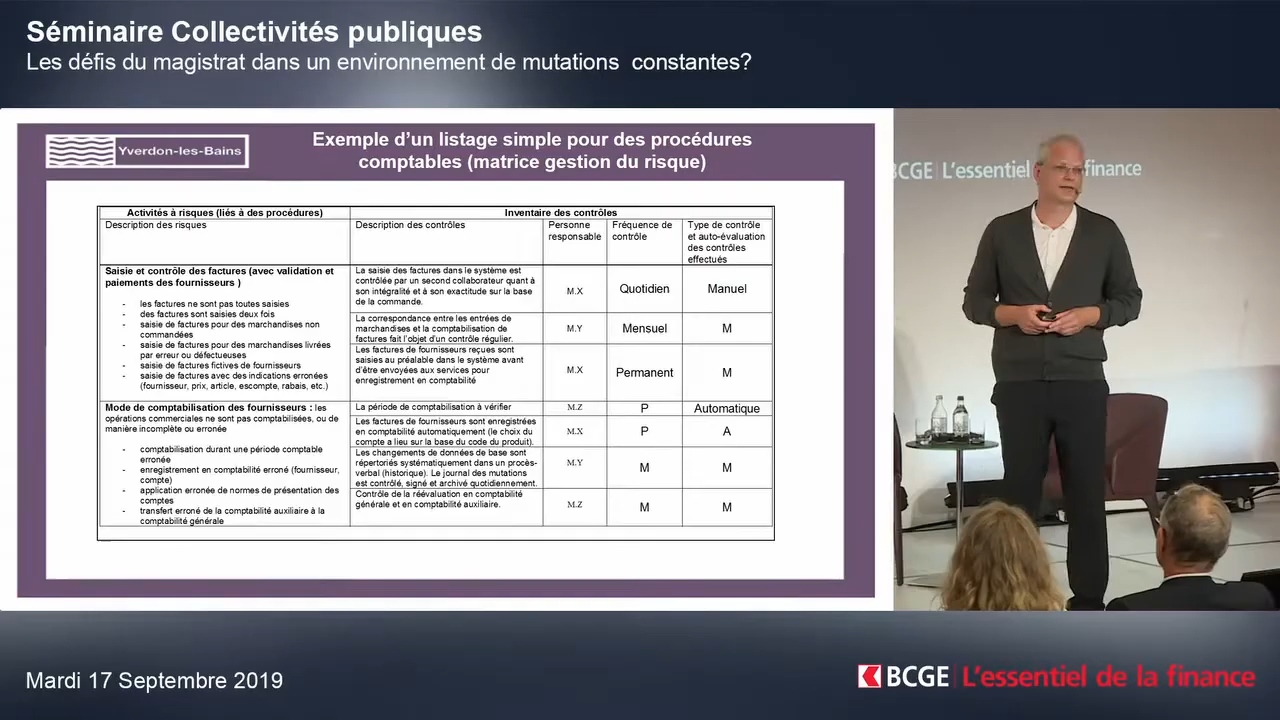 Séminaire Collectivités publiques
Les défis du magistrat dans un environnement de mutations constantes?
Yverdon-les-Bains
Exemple d'un listage simple pour des procédures
comptables (matrice gestion du risque)
Activités à risques (liés à des procédures)
Inventaire des contrôles
Description des risques
Description des contrôles
Personne
responsable
Fréquence de
contrôle
Type de contrôle
et auto-évaluation
des contrôles
effectués
Saisie et contrôle des factures (avec validation et
paiements des fournisseurs )
- les factures ne sont pas toutes saisies
- des factures sont saisies deux fois
- saisie de factures pour des marchandises non
commandées
- saisie de factures pour des marchandises livrées
par erreur ou défectueuses
- saisie de factures fictives de fournisseurs
- saisie de factures avec des indications erronées
(fournisseur, prix, article, escompte, rabais, etc.)
La saisie des factures dans le système est
contrôlée par un second collaborateur quant à
son intégralité et à son exactitude sur la base
de la commande.
M.X
Quotidien
Manuel
La correspondance entre les entrées de
marchandises et la comptabilisation de
factures fait l'objet d'un contrôle régulier.
M.Y
Mensuel
M
Les factures de fournisseurs reçues sont
saisies au préalable dans le système avant
d'être envoyées aux services pour
enregistrement en comptabilité
M.X
Permanent
M
Mode de comptabilisation des fournisseurs : les
opérations commerciales ne sont pas comptabilisées, ou de
manière incomplète ou erronée
- comptabilisation durant une période comptable
erronée
- enregistrement en comptabilité erroné (fournisseur,
compte)
- application erronée de normes de présentation des
comptes
- transfert erroné de la comptabilité auxiliaire à la
comptabilité générale
La période de comptabilisation à vérifier
M.Z
P
Automatique
Les factures de fournisseurs sont enregistrées
en comptabilité automatiquement (le choix du
compte a lieu sur la base du code du produit).
M.X
P
A
Les changements de données de base sont
répertoriés systématiquement dans un procès-
verbal (historique). Le journal des mutations
est contrôlé, signé et archivé quotidiennement.
M.Y
M
M
Contrôle de la réévaluation en comptabilité
générale et en comptabilité auxiliaire.
M.Z
M
M
BCGE L'essentiel finance
Mardi 17 Septembre 2019
BCGE L'essentiel de la finance